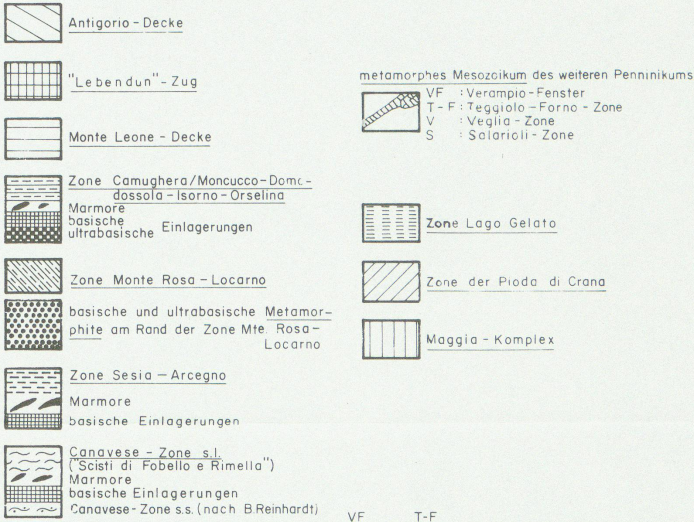 Antigorio - Decke
"Lebendun" - Zug
Monte Leone - Decke
Zone Camughera/Moncucco-Domo-
dossola - Isorno - Orselina
Marmore
basische
ultrabasische Einlagerungen
Zone Monte Rosa - Locarno
basische und ultrabasische Metamor-
phite am Rand der Zone Mte. Rosa -
Locarno
Zone Sesia - Arcegno
Marmore
basische Einlagerungen
Canavese - Zone s.l.
("Scisti di Fobello e Rimella")
Marmore
basische Einlagerungen
Canavese - Zone s.s. (nach B.Reinhardt)
metamorphes Mesozoikum des weiteren Penninikums
VF : Verampio - Fenster
T - F : Teggiolo - Forno - Zone
V : Veglia - Zone
S : Salarioli - Zone
Zone Lago Gelato
Zone der Pioda di Crana
Maggia - Komplex
VF T-F